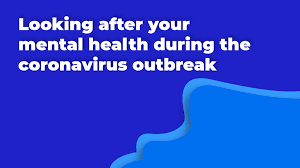 Looking after your
mental health during the
coronavirus outbreak